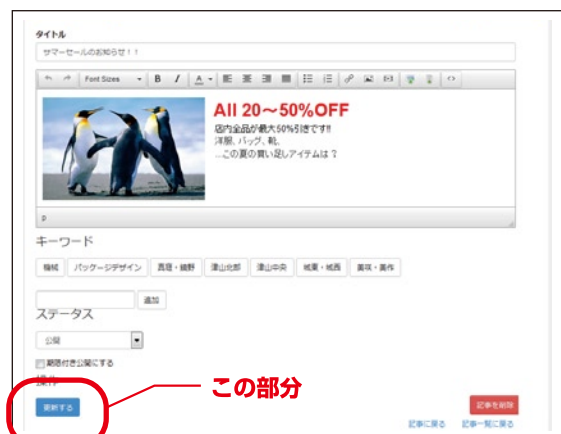 タイトル
サマーセールのお知らせ！！
Font Sizes B I A
All 20～50%OFF
店内全品が最大50%引きです!!
洋服、バッグ、靴、
...この夏の買い足しアイテムは？
p
キーワード
機械 パッケージデザイン 真庭・鏡野 津山北部 津山中央 城東・城西 美咲・美作
追加
ステータス
公開
期限付き公開にする
操作
更新する
この部分
記事を削除
記事に戻る 記事一覧に戻る